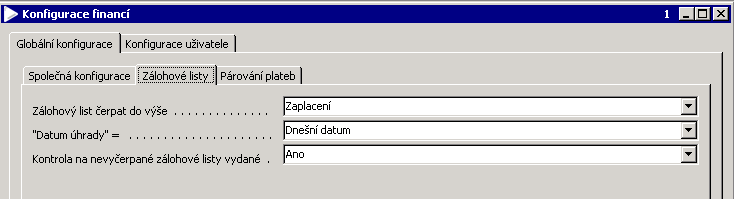 Konfigurace financí 1
Globální konfigurace Konfigurace uživatele
Společná konfigurace Zálohové listy Párování plateb
Zálohový list čerpat do výše . . . . . . . . . . . . . . Zaplacení
"Datum úhrady" = . . . . . . . . . . . . . . . . . . . . . Dnešní datum
Kontrola na nevyčerpané zálohové listy vydané . Ano